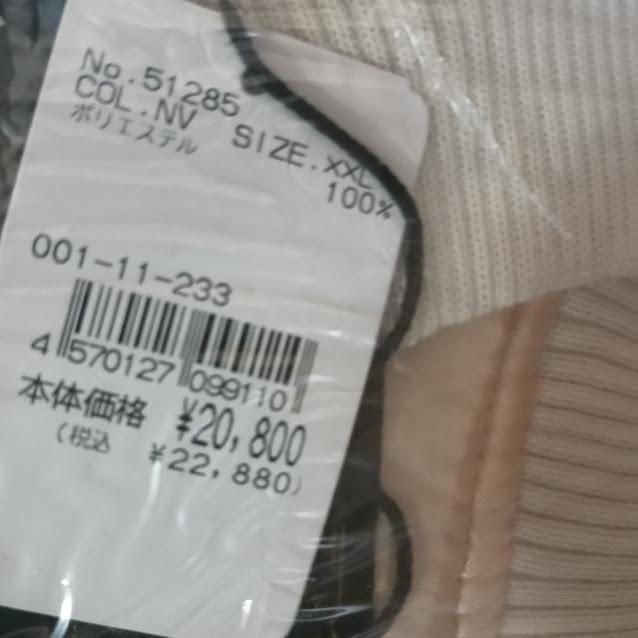 No.51285
COL.NV SIZE.XXL
ポリエステル 100%
001-11-233
4 570127 099110
本体価格 ¥20,800
(税込 ¥22,880)